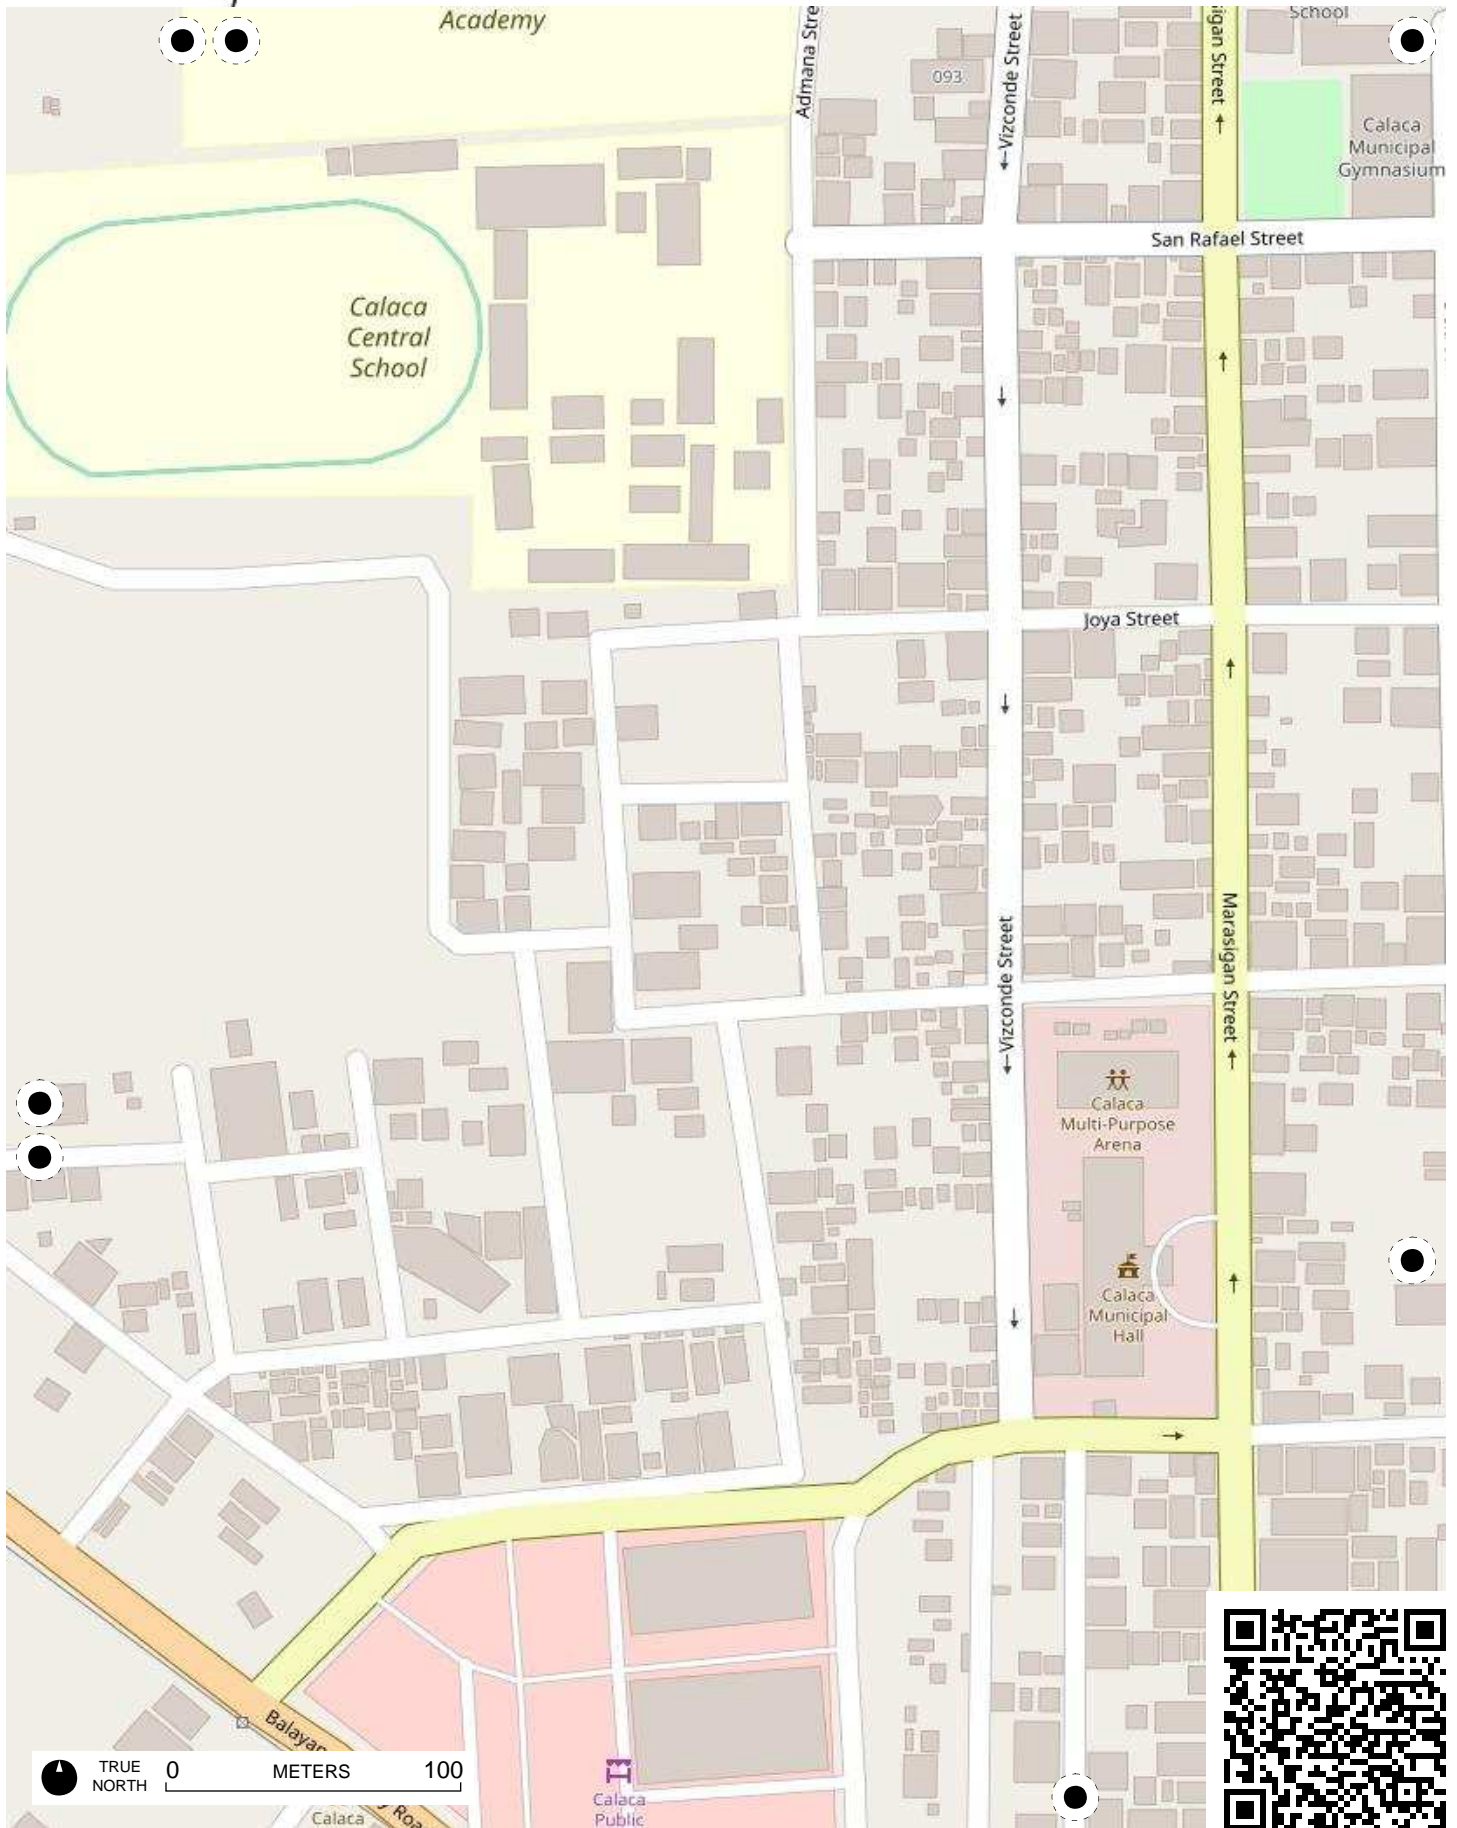 Academy
School
Admana Stre
Vizconde Street
igan Street
093
Calaca
Municipal
Gymnasium
San Rafael Street
Calaca
Central
School
Joya Street
Marasigan Street
Vizconde Street
Calaca
Multi-Purpose
Arena
Calaca
Municipal
Hall
Balayan
TRUE
NORTH
0
METERS
100
y Roa
Calaca
Calaca
Public